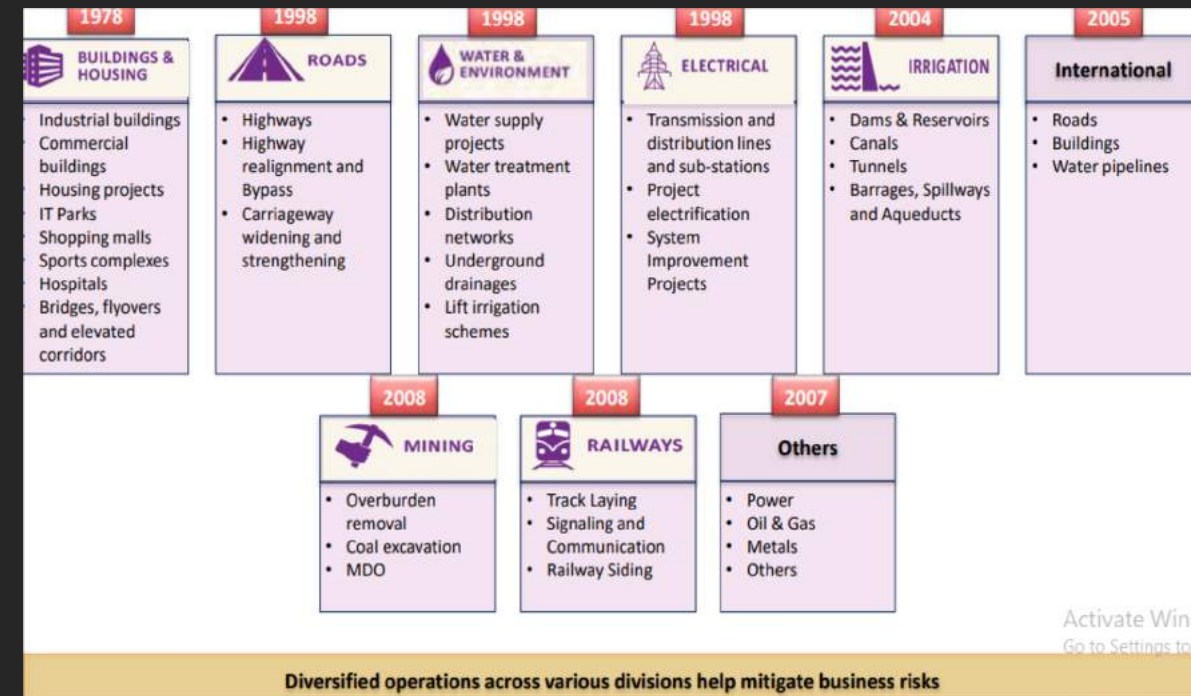 1978
BUILDINGS &
HOUSING
Industrial buildings
Commercial
buildings
Housing projects
IT Parks
Shopping malls
Sports complexes
Hospitals
Bridges, flyovers
and elevated
corridors
1998
ROADS
• Highways
• Highway
realignment and
Bypass
• Carriageway
widening and
strengthening
1998
WATER &
ENVIRONMENT
• Water supply
projects
• Water treatment
plants
• Distribution
networks
• Underground
drainages
• Lift irrigation
schemes
1998
ELECTRICAL
• Transmission and
distribution lines
and sub-stations
• Project
electrification
• System
Improvement
Projects
2004
IRRIGATION
• Dams & Reservoirs
• Canals
• Tunnels
• Barrages, Spillways
and Aqueducts
2005
International
• Roads
• Buildings
• Water pipelines
2008
MINING
• Overburden
removal
• Coal excavation
• MDO
2008
RAILWAYS
• Track Laying
• Signaling and
Communication
• Railway Siding
2007
Others
• Power
• Oil & Gas
• Metals
• Others
Activate Win
Go to Settings to
Diversified operations across various divisions help mitigate business risks